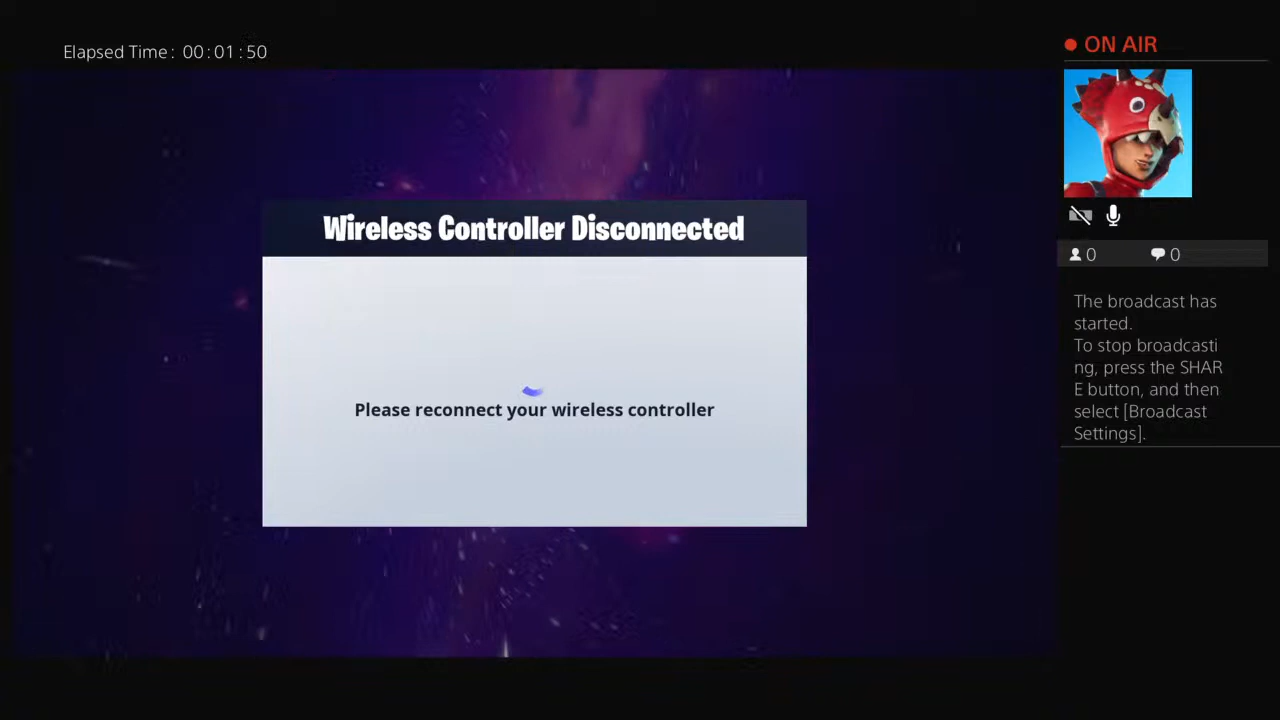 Elapsed Time: 00:01:50
ON AIR
Wireless Controller Disconnected
Please reconnect your wireless controller
0 0
The broadcast has
started.
To stop broadcasti
ng, press the SHAR
E button, and then
select [Broadcast
Settings].